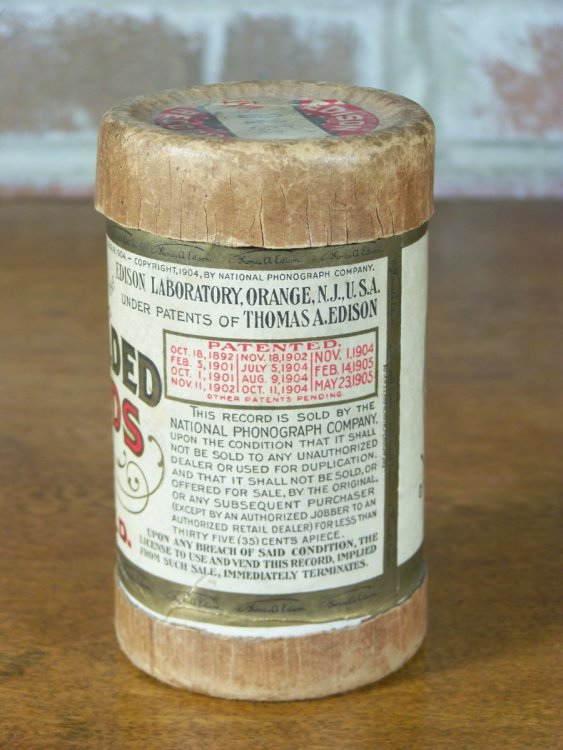 EDISON
Thomas A. Edison
1904.— COPYRIGHT, 1904, BY NATIONAL PHONOGRAPH COMPANY.
EDISON LABORATORY, ORANGE, N.J., U.S.A.
UNDER PATENTS OF THOMAS A. EDISON
PATENTED.
OCT. 18, 1892 NOV. 18, 1902 NOV. 1, 1904
FEB. 5, 1901 JULY 5, 1904 FEB. 14, 1905
OCT. 1, 1901 AUG. 9, 1904 MAY 23, 1905
NOV. 11, 1902 OCT. 11, 1904
OTHER PATENTS PENDING
DED
DS
D.
THIS RECORD IS SOLD BY THE
NATIONAL PHONOGRAPH COMPANY,
UPON THE CONDITION THAT IT SHALL
NOT BE SOLD TO ANY UNAUTHORIZED
DEALER OR USED FOR DUPLICATION,
AND THAT IT SHALL NOT BE SOLD, OR
OFFERED FOR SALE, BY THE ORIGINAL,
OR ANY SUBSEQUENT PURCHASER
(EXCEPT BY AN AUTHORIZED JOBBER TO AN
AUTHORIZED RETAIL DEALER) FOR LESS THAN
THIRTY FIVE (35) CENTS APIECE.
UPON ANY BREACH OF SAID CONDITION, THE
LICENSE TO USE AND VEND THIS RECORD, IMPLIED
FROM SUCH SALE, IMMEDIATELY TERMINATES.
Thomas A. Edison